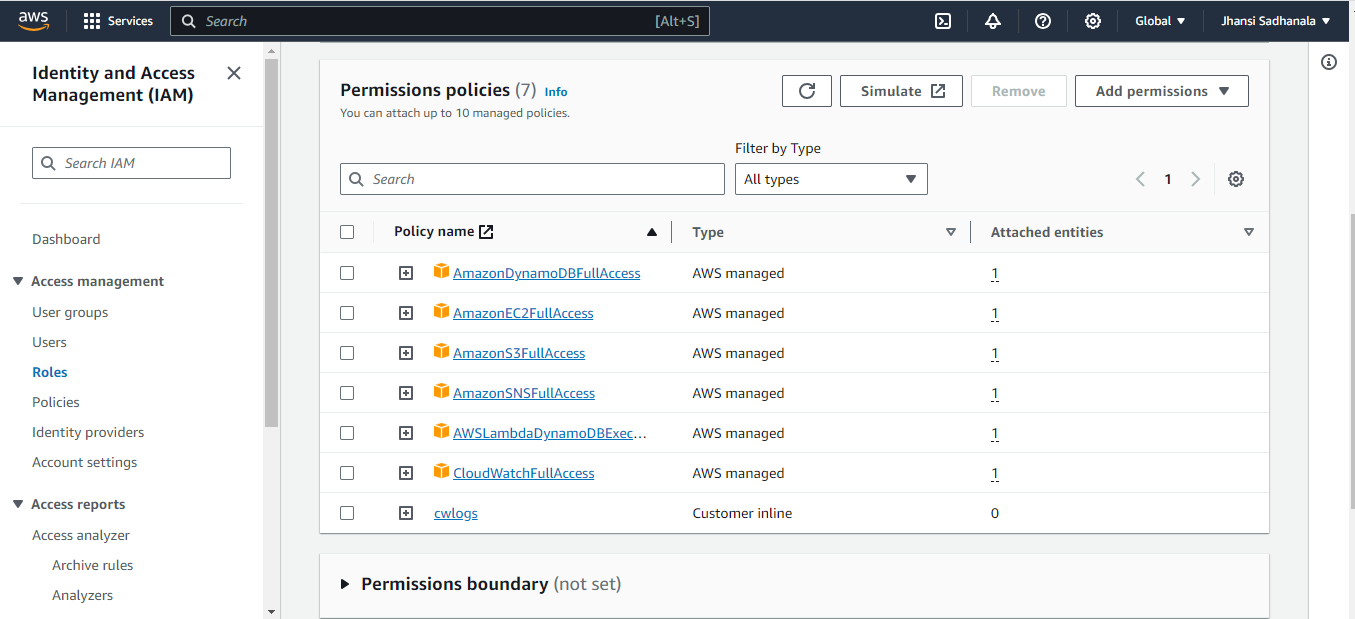 aws Services Search [Alt+S] Global Jhansi Sadhanala
Identity and Access
Management (IAM)
Search IAM
Dashboard
Access management
User groups
Users
Roles
Policies
Identity providers
Account settings
Access reports
Access analyzer
Archive rules
Analyzers
Permissions policies (7) Info
You can attach up to 10 managed policies.
Simulate Remove Add permissions
Filter by Type
Search All types 1
Policy name Type Attached entities
AmazonDynamoDBFullAccess AWS managed 1
AmazonEC2FullAccess AWS managed 1
AmazonS3FullAccess AWS managed 1
AmazonSNSFullAccess AWS managed 1
AWSLambdaDynamoDBExec... AWS managed 1
CloudWatchFullAccess AWS managed 1
cwlogs Customer inline 0
Permissions boundary (not set)